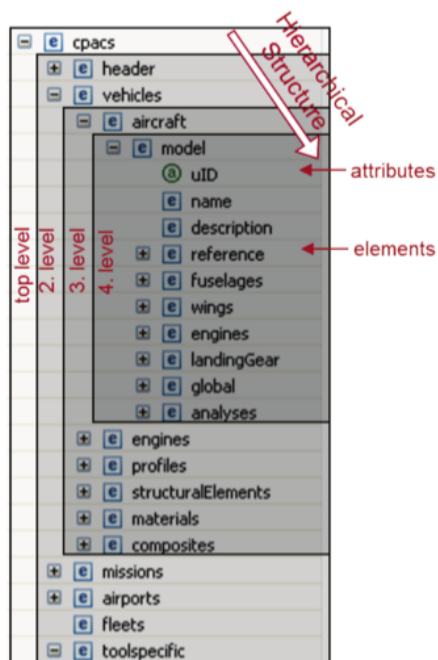 cpacs
header
vehicles
aircraft
model
a uID
e name
e description
e reference
e fuselages
e wings
e engines
e landingGear
e global
e analyses
e engines
e profiles
e structuralElements
e materials
e composites
e missions
e airports
e fleets
e toolspecific
Hierarchical
Structure
attributes
elements
top level
2. level
3. level
4. level